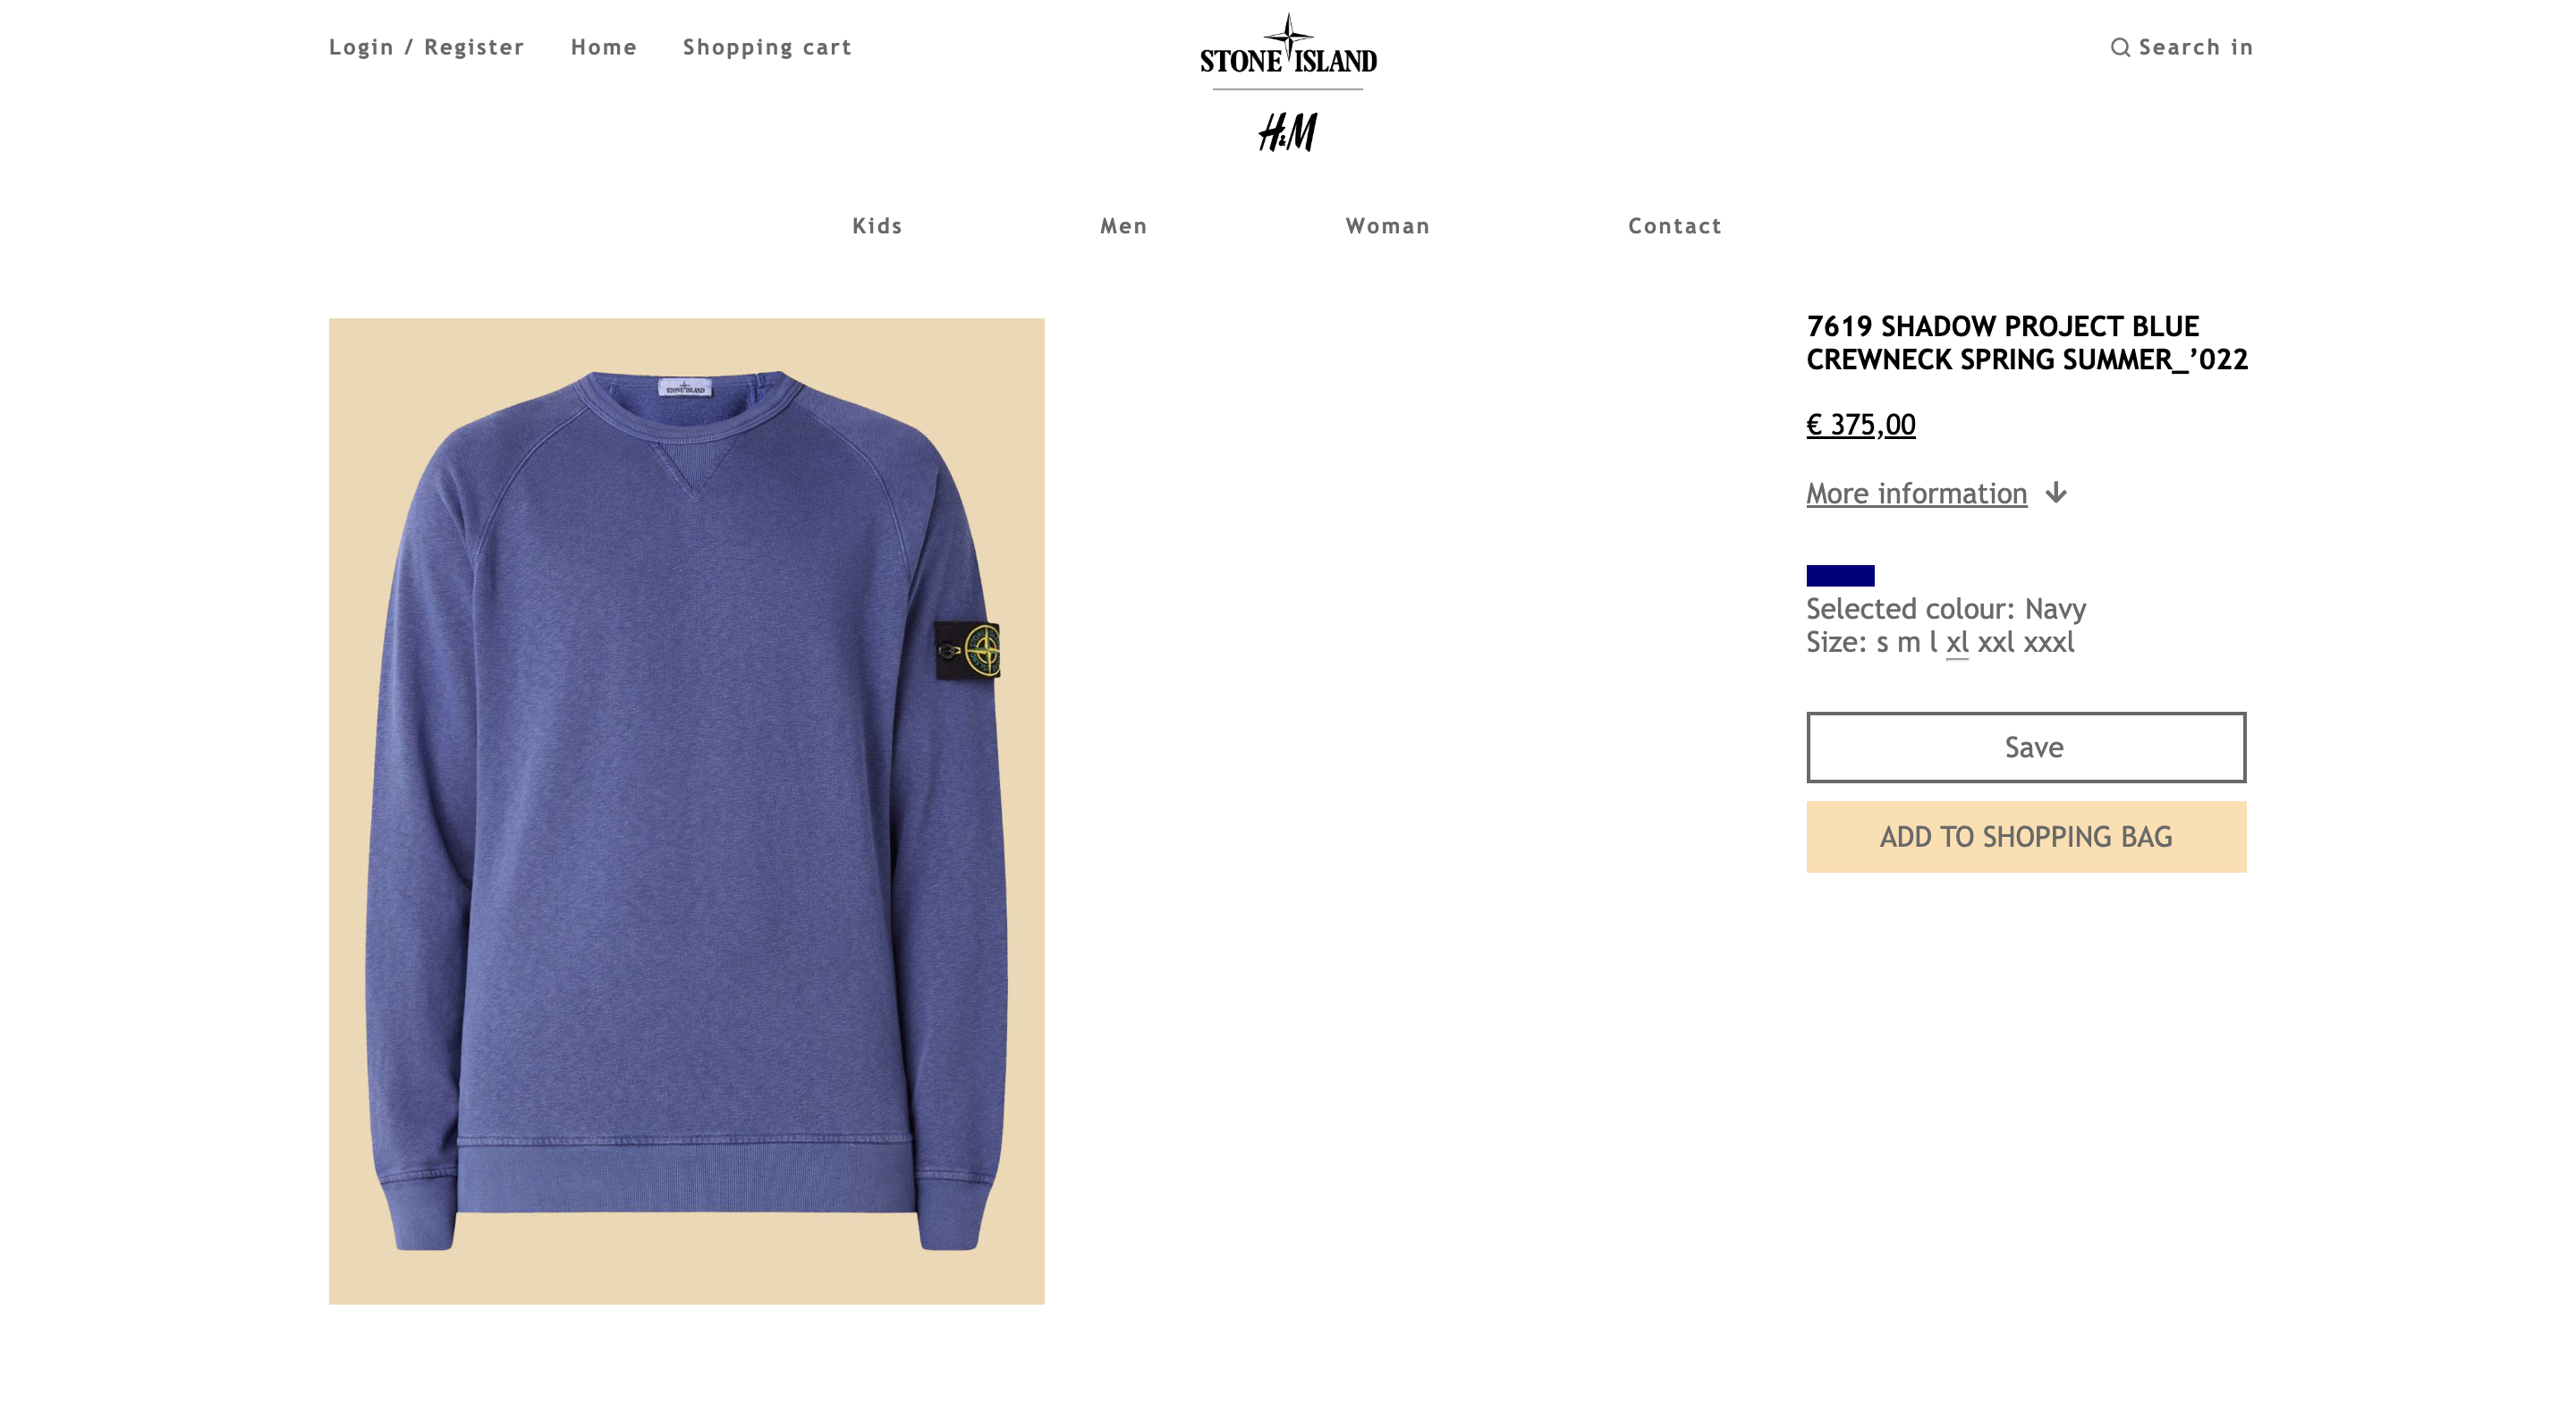 Login / Register Home Shopping cart
STONE ISLAND
Search in
H&M
Kids Men Woman Contact
STONE ISLAND
7619 SHADOW PROJECT BLUE
CREWNECK SPRING SUMMER_’022
€ 375,00
More information
Selected colour: Navy
Size: s m l xl xxl xxxl
Save
ADD TO SHOPPING BAG